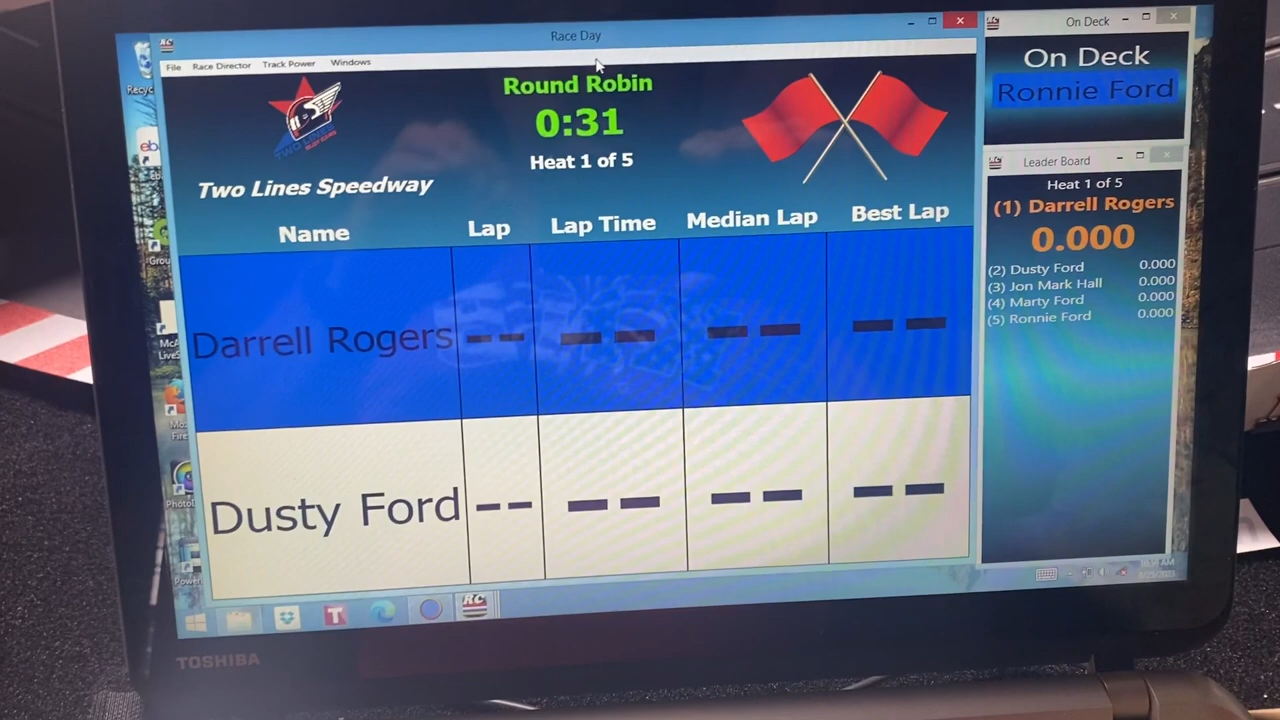 Race Day
File Race Director Track Power Windows
Round Robin
0:31
Heat 1 of 5
TWO LINES
Two Lines Speedway
Name Lap Lap Time Median Lap Best Lap
Darrell Rogers -- -- -- --
Dusty Ford -- -- -- --
On Deck
On Deck
Ronnie Ford
Leader Board
Heat 1 of 5
(1) Darrell Rogers
0.000
(2) Dusty Ford 0.000
(3) Jon Mark Hall 0.000
(4) Marty Ford 0.000
(5) Ronnie Ford 0.000
RC
TOSHIBA